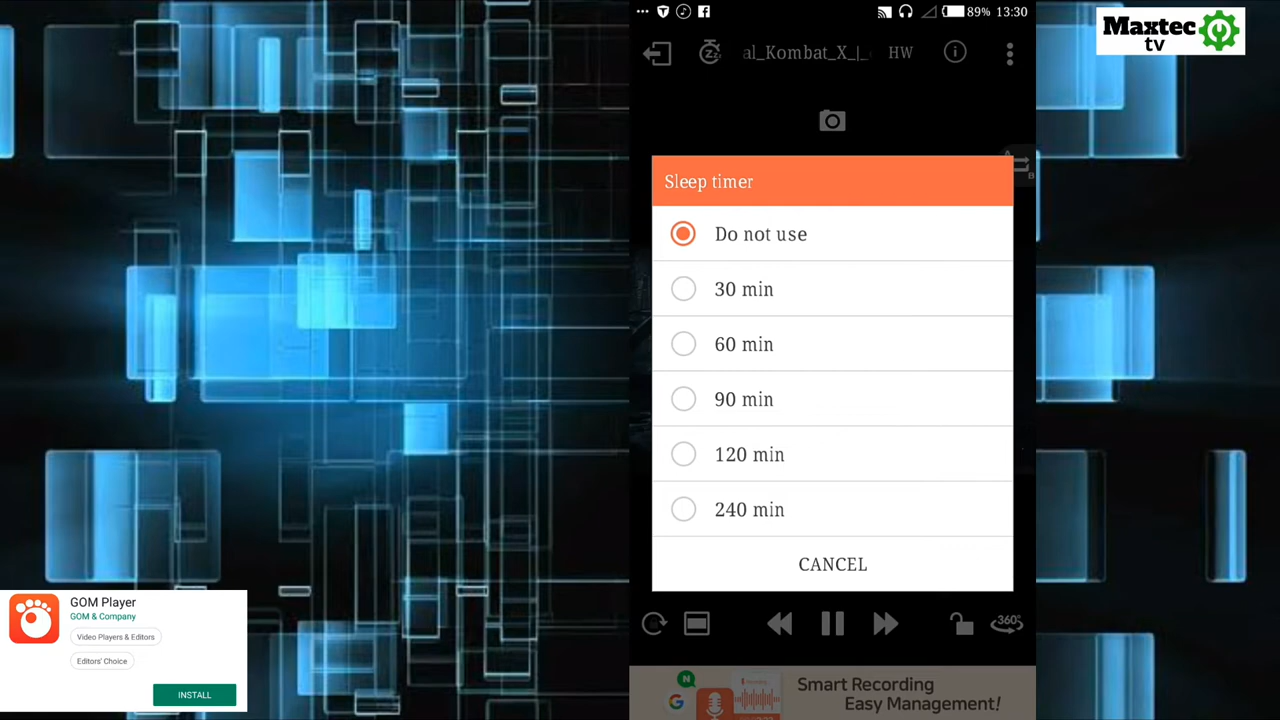 Maxtec
tv
89% 13:30
al_Kombat_X_|_
HW
Sleep timer
Do not use
30 min
60 min
90 min
120 min
240 min
CANCEL
360°
Smart Recording
Easy Management!
N
G
GOM Player
GOM & Company
Video Players & Editors
Editors' Choice
INSTALL